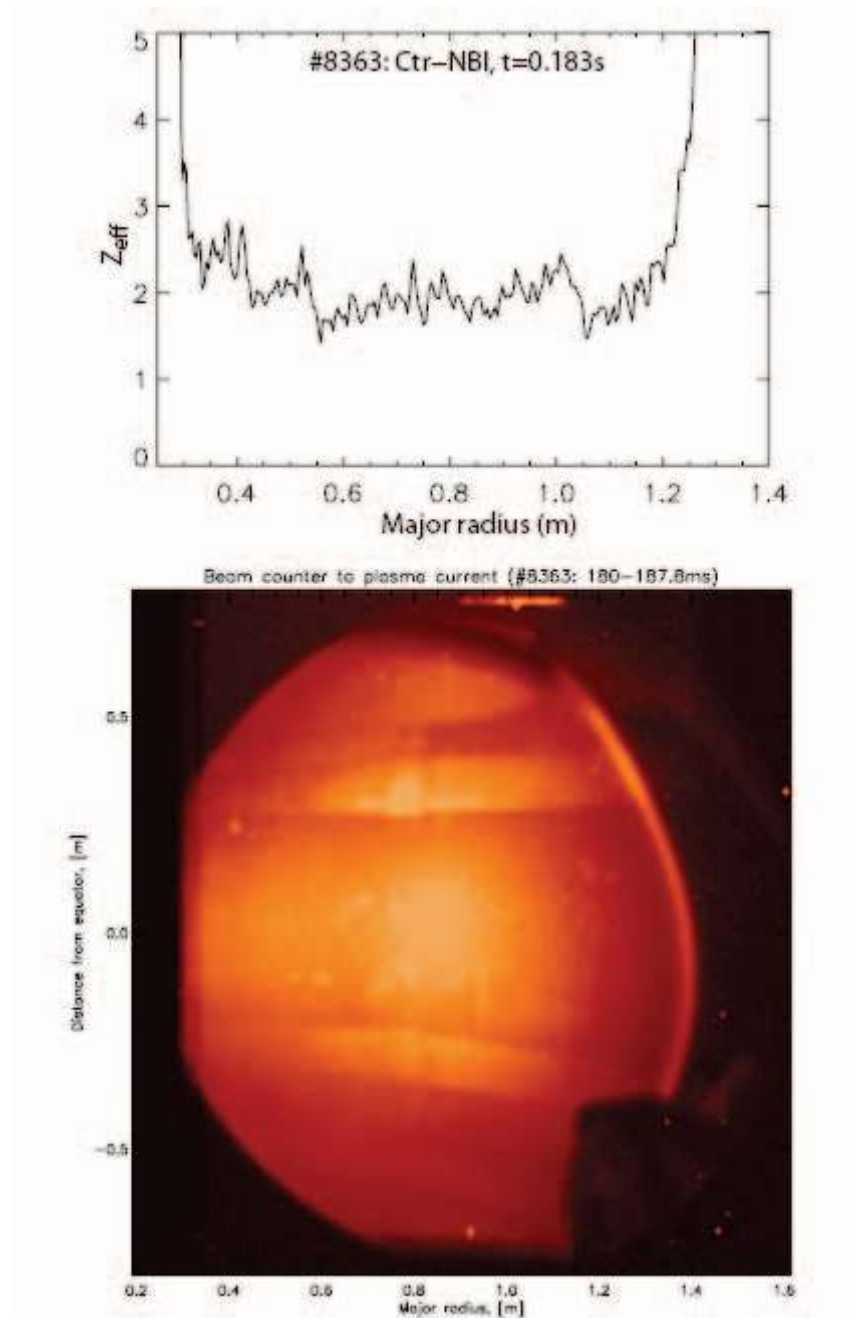 #8363: Ctr-NBI, t=0.183s
5
4
3
2
1
0
Zeff
0.4 0.6 0.8 1.0 1.2 1.4
Major radius (m)
Beam counter to plasma current (#8363: 180-187.8ms)
0.5
0.0
-0.5
Distance from equator, [m]
0.2 0.4 0.6 0.8 1.0 1.2 1.4 1.6
Major radius, [m]